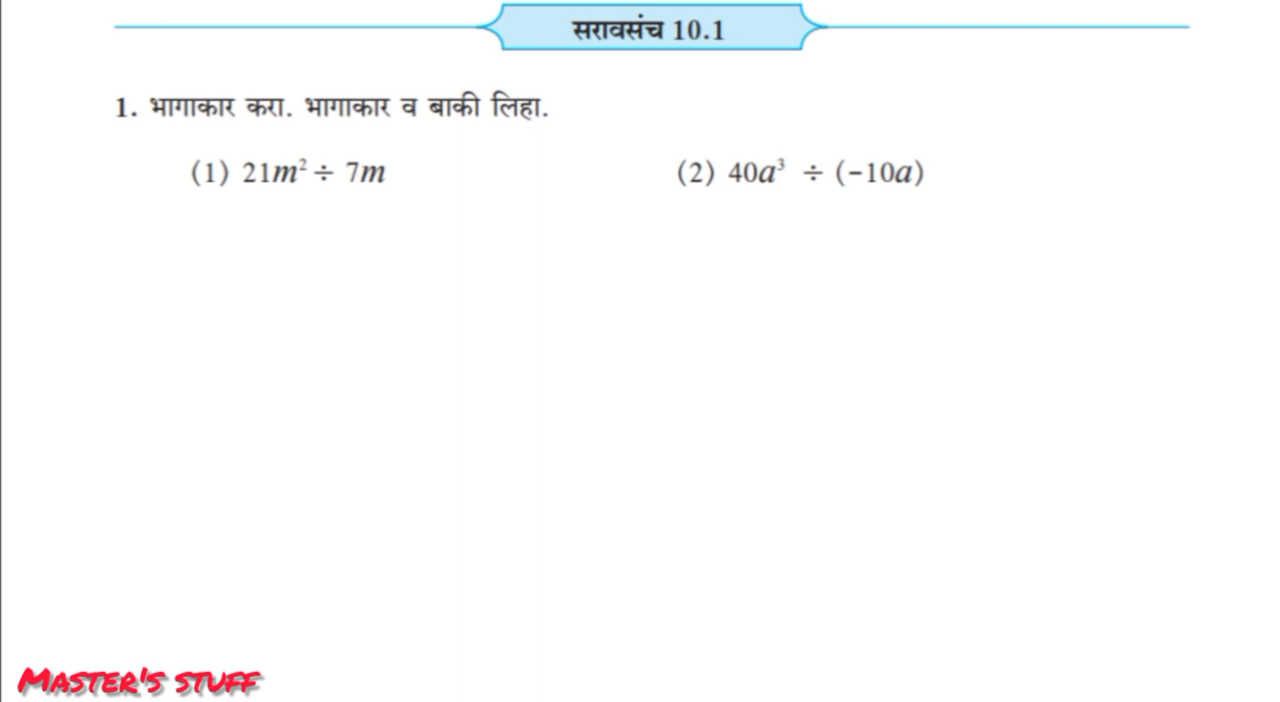 सरावसंच 10.1
1. भागाकार करा. भागाकार व बाकी लिहा.
(1) 21m² ÷ 7m (2) 40a³ ÷ (−10a)
MASTER'S STUFF